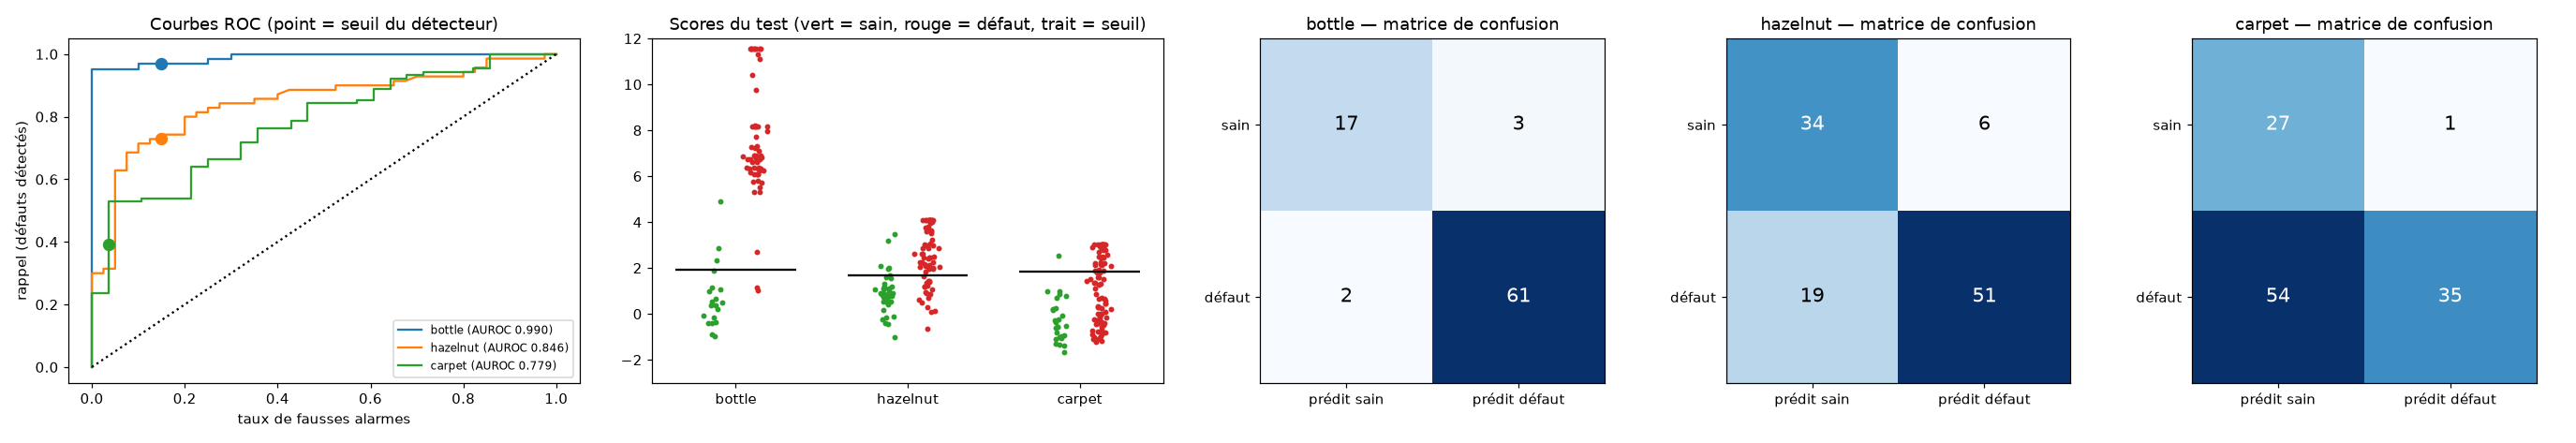 Courbes ROC (point = seuil du détecteur)
rappel (défauts détectés)
1.0
0.8
0.6
0.4
0.2
0.0
0.0 0.2 0.4 0.6 0.8 1.0
taux de fausses alarmes
bottle (AUROC 0.990)
hazelnut (AUROC 0.846)
carpet (AUROC 0.779)
Scores du test (vert = sain, rouge = défaut, trait = seuil)
12
10
8
6
4
2
0
−2
bottle hazelnut carpet
bottle — matrice de confusion
sain 17 3
défaut 2 61
prédit sain prédit défaut
hazelnut — matrice de confusion
sain 34 6
défaut 19 51
prédit sain prédit défaut
carpet — matrice de confusion
sain 27 1
défaut 54 35
prédit sain prédit défaut